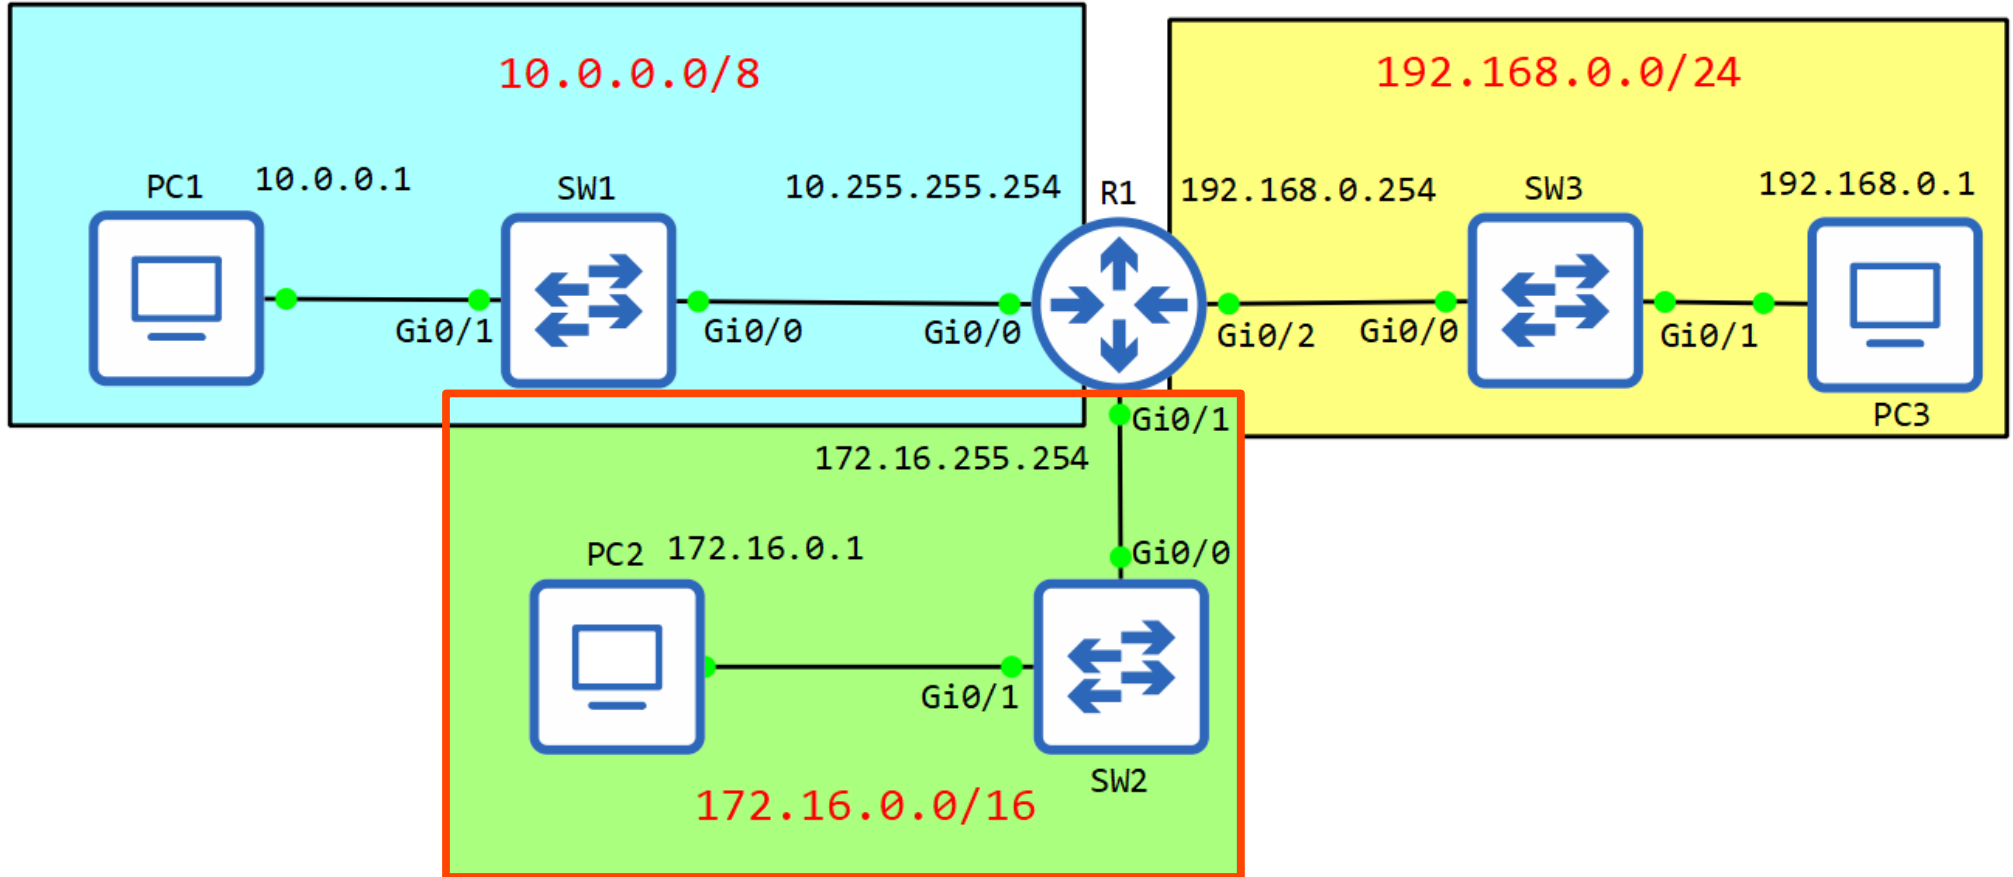 10.0.0.0/8
192.168.0.0/24
PC1
10.0.0.1
SW1
10.255.255.254
R1
192.168.0.254
SW3
192.168.0.1
Gi0/1
Gi0/0
Gi0/0
Gi0/2
Gi0/0
Gi0/1
PC3
Gi0/1
172.16.255.254
PC2
172.16.0.1
Gi0/0
Gi0/1
SW2
172.16.0.0/16